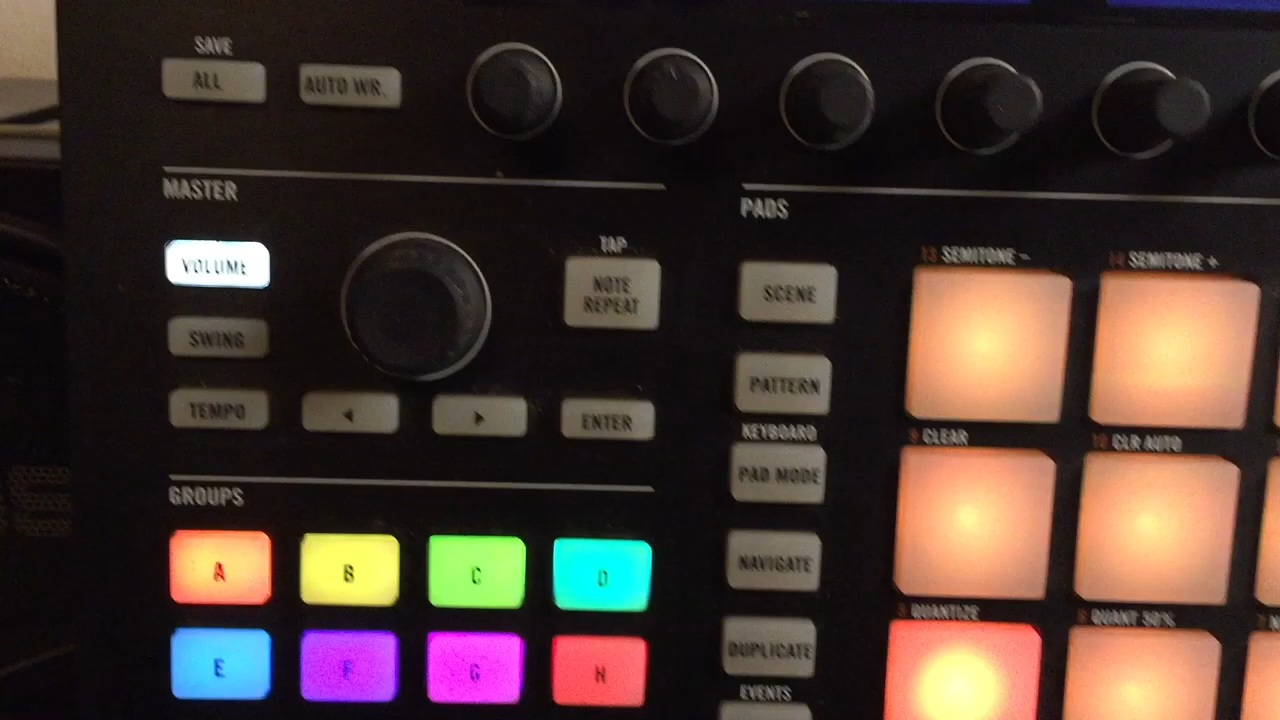 SAVE
ALL
AUTO WR.
MASTER
PADS
VOLUME
TAP
NOTE
REPEAT
SCENE
13 SEMITONE -
14 SEMITONE +
SWING
PATTERN
TEMPO
ENTER
KEYBOARD
PAD MODE
9 CLEAR
10 CLR AUTO
GROUPS
A
B
C
D
NAVIGATE
5 QUANTIZE
6 QUANT 50%
E
F
G
H
DUPLICATE
EVENTS